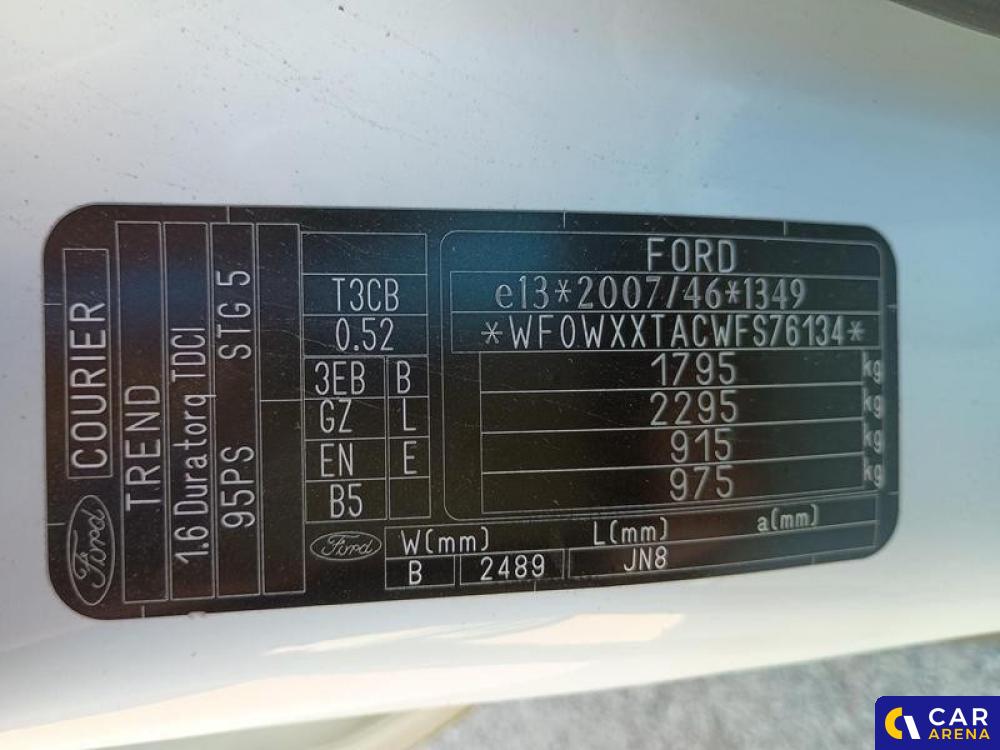 FORD
e13*2007/46*1349
*WF0WXXTACWFS76134*
1795 kg
2295 kg
915 kg
975 kg
T3CB
0.52
3EB B
GZ L
EN E
B5
Ford
W(mm) L(mm) a(mm)
B 2489 JN8
Ford COURIER
TREND
1.6 Duratorq TDCI
95PS STG 5
CAR
ARENA